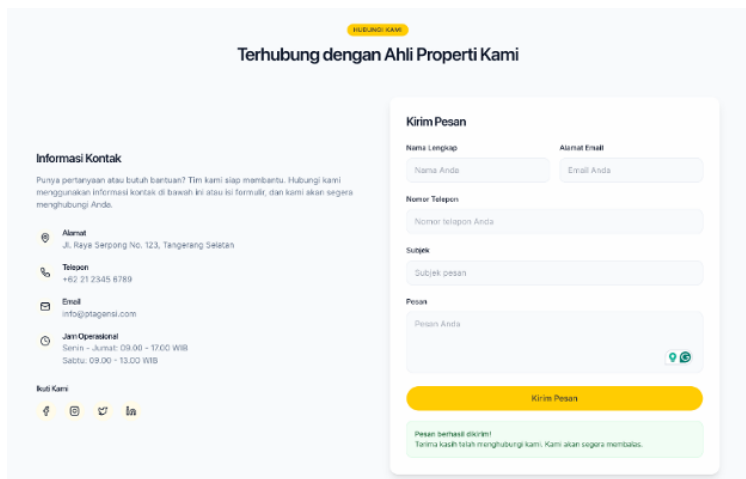 HUBUNGI KAMI
Terhubung dengan Ahli Properti Kami
Informasi Kontak
Punya pertanyaan atau butuh bantuan? Tim kami siap membantu. Hubungi kami
menggunakan informasi kontak di bawah ini atau isi formulir, dan kami akan segera
menghubungi Anda.
Alamat
Jl. Raya Serpong No. 123, Tangerang Selatan
Telepon
+62 21 2345 6789
Email
info@ptagensi.com
Jam Operasional
Senin - Jumat: 09.00 - 17.00 WIB
Sabtu: 09.00 - 13.00 WIB
Ikuti Kami
Kirim Pesan
Nama Lengkap
Alamat Email
Nama Anda
Email Anda
Nomor Telepon
Nomor telepon Anda
Subjek
Subjek pesan
Pesan
Pesan Anda
Kirim Pesan
Pesan berhasil dikirim!
Terima kasih telah menghubungi kami. Kami akan segera membalas.